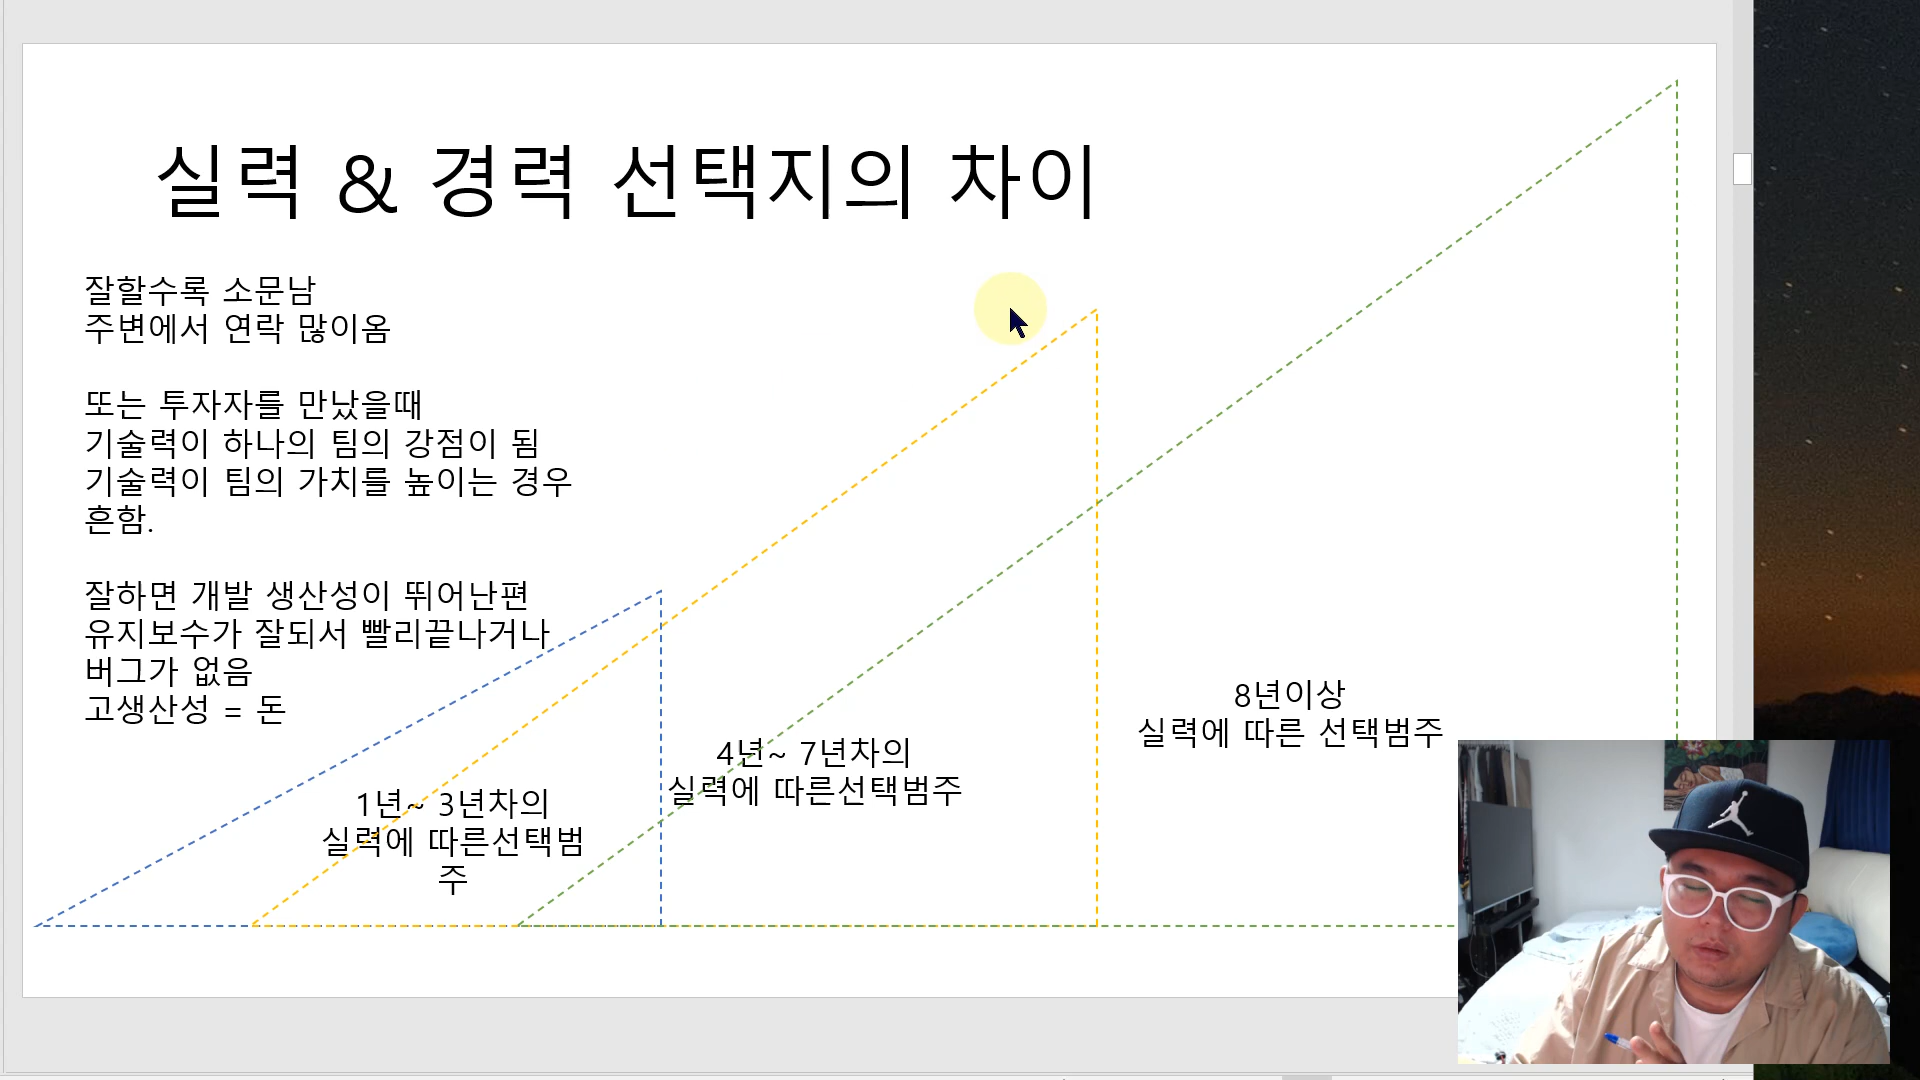 실력 & 경력 선택지의 차이
잘할수록 소문남
주변에서 연락 많이옴
또는 투자자를 만났을때
기술력이 하나의 팀의 강점이 됨
기술력이 팀의 가치를 높이는 경우
흔함.
잘하면 개발 생산성이 뛰어난편
유지보수가 잘되서 빨리끝나거나
버그가 없음
고생산성 = 돈
1년~ 3년차의
실력에 따른선택범
주
4년~ 7년차의
실력에 따른선택범주
8년이상
실력에 따른 선택범주